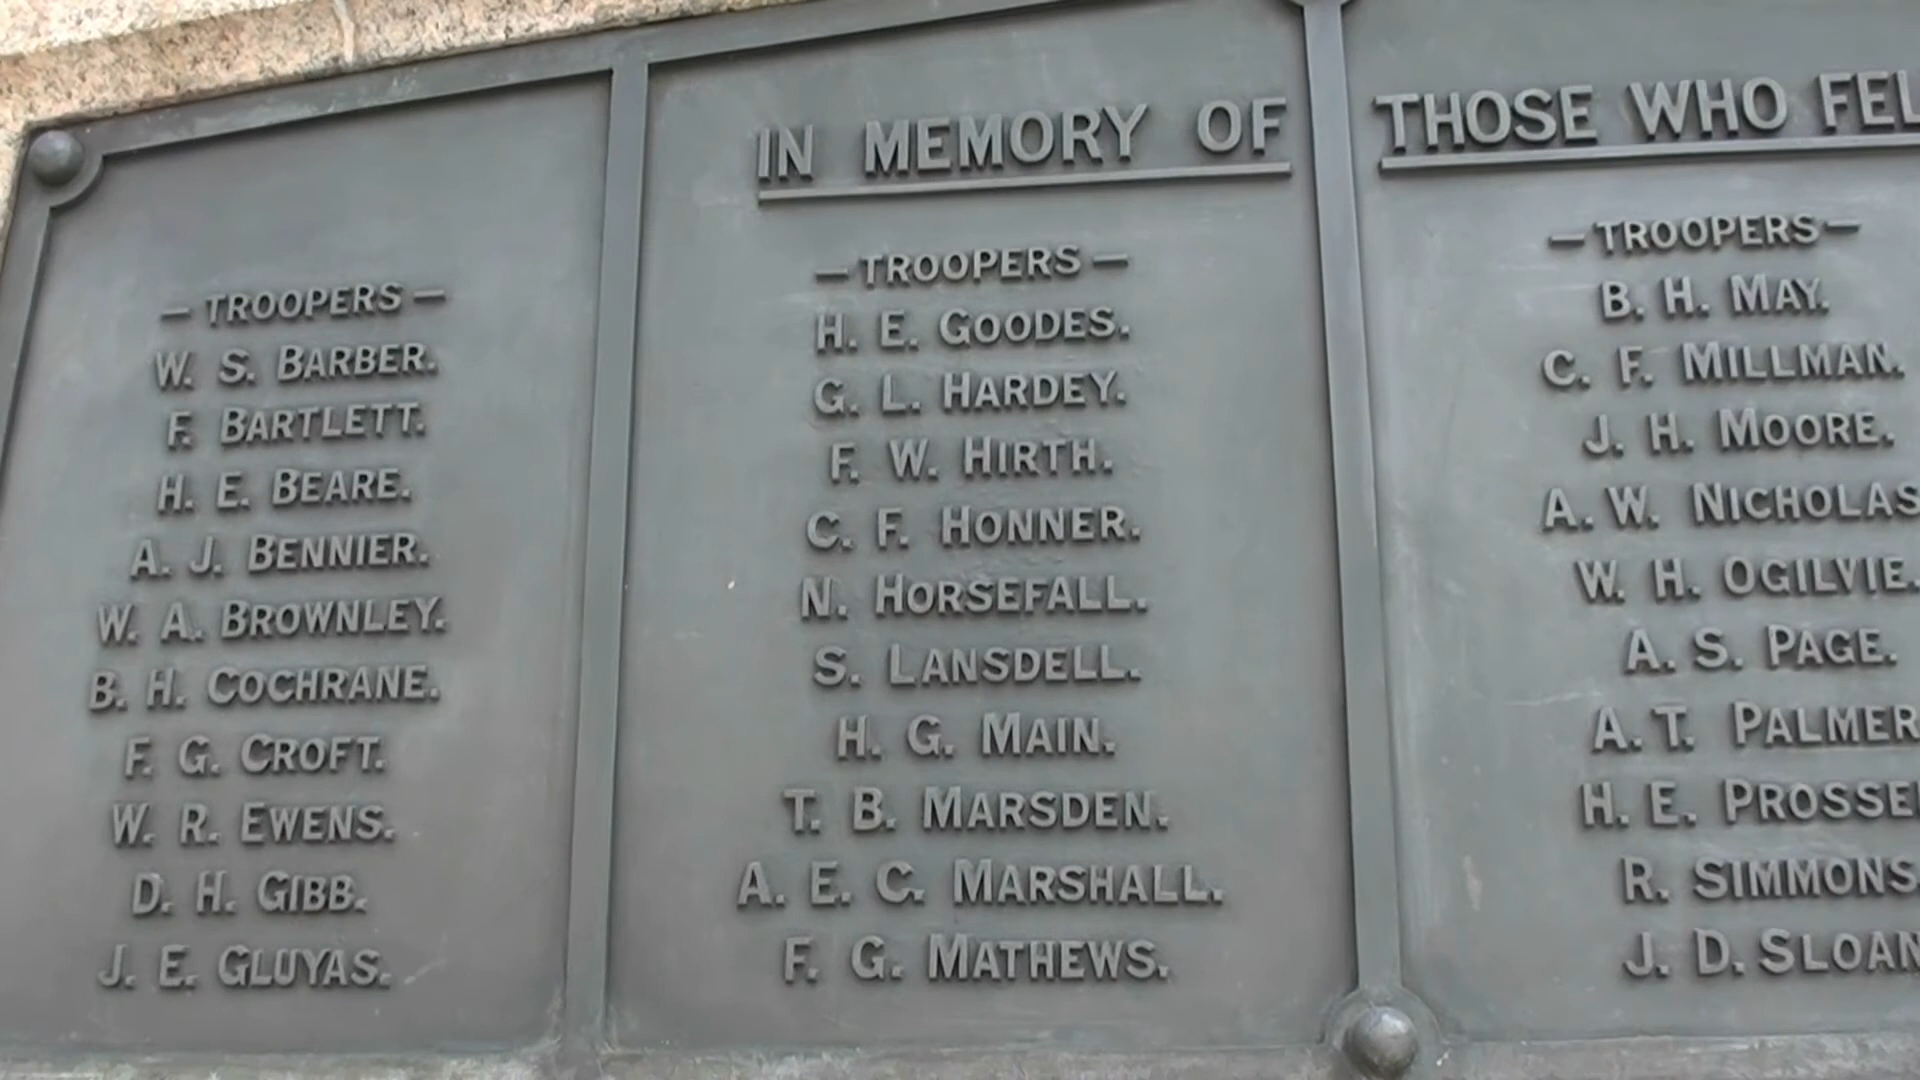 IN MEMORY OF THOSE WHO FEL
— TROOPERS —
W. S. BARBER.
F. BARTLETT.
H. E. BEARE.
A. J. BENNIER.
W. A. BROWNLEY.
B. H. COCHRANE.
F. G. CROFT.
W. R. EWENS.
D. H. GIBB.
J. E. GLUYAS.
— TROOPERS —
H. E. GOODES.
G. L. HARDEY.
F. W. HIRTH.
C. F. HONNER.
N. HORSEFALL.
S. LANSDELL.
H. G. MAIN.
T. B. MARSDEN.
A. E. C. MARSHALL.
F. G. MATHEWS.
— TROOPERS —
B. H. MAY.
C. F. MILLMAN.
J. H. MOORE.
A. W. NICHOLAS
W. H. OGILVIE.
A. S. PAGE.
A. T. PALMER
H. E. PROSSE
R. SIMMONS
J. D. SLOAN